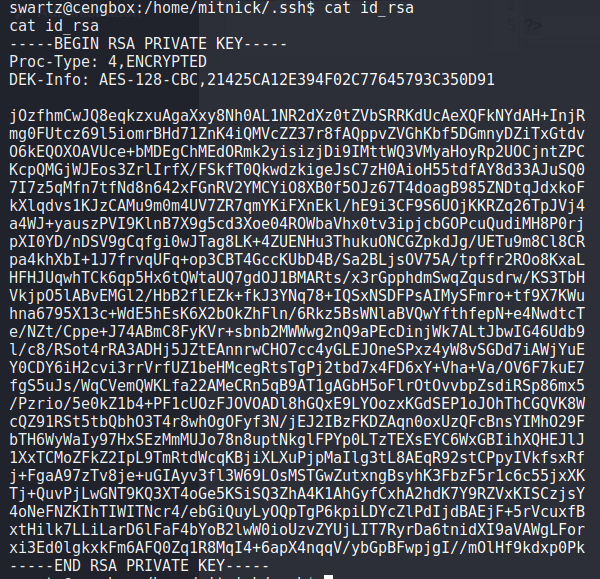 swartz@cengbox:/home/mitnick/.ssh$ cat id_rsa
cat id_rsa
-----BEGIN RSA PRIVATE KEY-----
Proc-Type: 4,ENCRYPTED
DEK-Info: AES-128-CBC,21425CA12E394F02C77645793C350D91

jOzfhmCwJQ8eqkzxuAgaXxy8Nh0AL1NR2dXz0tZVbSRRKdUcAeXQFkNYdAH+InjR
mg0FUtcz69l5iomrBHd71ZnK4iQMVcZZ37r8fAQppvZVGhKbf5DGmnyDZiTxGtdv
O6kEQOXOAVUce+bMDEgChMEdORmk2yisizjDi9IMttWQ3VMyaHoyRp2UOCjntZPC
KcpQMGjWJEos3ZrlIrfX/FSkfT0QkwdzkigeJsC7zH0AioH55tdfAY8d33AJuSQ0
7I7z5qMfn7tfNd8n642xFGnRV2YMCYiO8XB0f5OJz67T4doagB985ZNDtqJdxkoF
kXlqdvs1KJzCAMu9m0m4UV7ZR7qmYKiFXnEkl/hE9i3CF9S6UOjKKRZq26TpJVj4
a4WJ+yauszPVI9KlnB7X9g5cd3Xoe04ROWbaVhx0tv3ipjcbGOPcuQudiMH8P0rj
pXI0YD/nDSV9gCqfgi0wJTag8LK+4ZUENHu3ThukuONCGZpkdJg/UETu9m8Cl8CR
pa4khXbI+1J7frvqUFq+op3CBT4GccKUbD4B/Sa2BLjsOV75A/tpffr2ROo8KxaL
HFHJUqwhTCk6qp5Hx6tQWtaUQ7gdOJ1BMARts/x3rGpphdmSwqZqusdrw/KS3TbH
VkjpO5lABvEMGl2/HbB2flEZk+fkJ3YNq78+IQSxNSDFPsAIMySFmro+tf9X7KWu
hna6795X13c+WdE5hEsK6X2bOkZhFln/6Rkz5BsWNlaBVQwYfthfepN+e4NwdtcT
e/NZt/Cppe+J74ABmC8FyKVr+sbnb2MWWwg2nQ9aPEcDinjWk7ALtJbwIG46Udb9
l/c8/RSot4rRA3ADHj5JZtEAnnrwCHO7cc4yGLEJOneSPxz4yW8vSGDd7iAWjYuE
Y0CDY6iH2cvi3rrVrfUZ1beHMcegRtsTgPj2tbd7x4FD6xY+Vha+Va/OV6F7kuE7
fgS5uJs/WqCVemQWKLfa22AMeCRn5qB9AT1gAGbH5oFlrOtOvvbpZsdiRSp86mx5
/Pzrio/5e0kZ1b4+PF1cUOzFJOVOADl8hGQxE9LYOozxKGdSEP1oJOhThCGQVK8W
cQZ91RSt5tbQbhO3T4r8whOgOFyf3N/jEJ2IBzFKDZAqn0oxUzQFcBnsYIMhO29F
bTH6WyWaIy97HxSEzMmMUJo78n8uptNkglFPYp0LTzTEXsEYC6WxGBIihXQHEJlJ
1XxTCMoZFkZ2IpL9TmRtdWcqKBjiXLXuPjpMaIlg3tL8AEqR92stCPpyIVkfsxRf
j+FgaA97zTv8je+uGIAyv3fl3W69LOsMSTGwZutxngBsyhK3FbzF5r1c6c55jxXK
Tj+QuvPjLwGNT9KQ3XT4oGe5KSiSQ3ZhA4K1AhGyfCxhA2hdK7Y9RZVxKISCzjsY
4oNeFNZKIhTIWITNcr4/ebGiQuyLyOQpTgP6kpiLDYcZlPdIjdBAEjF+5rVcuxfB
xtHilk7LLiLarD6lFaF4bYoB2lwW0ioUzvZYUjLIT7RyrDa6tnidXI9aVAWgLFor
xi3Ed0lgkxkFm6AFQ0Zq1R8MqI4+6apX4nqqV/ybGpBFwpjgI//mOlHf9kdxp0Pk
-----END RSA PRIVATE KEY-----